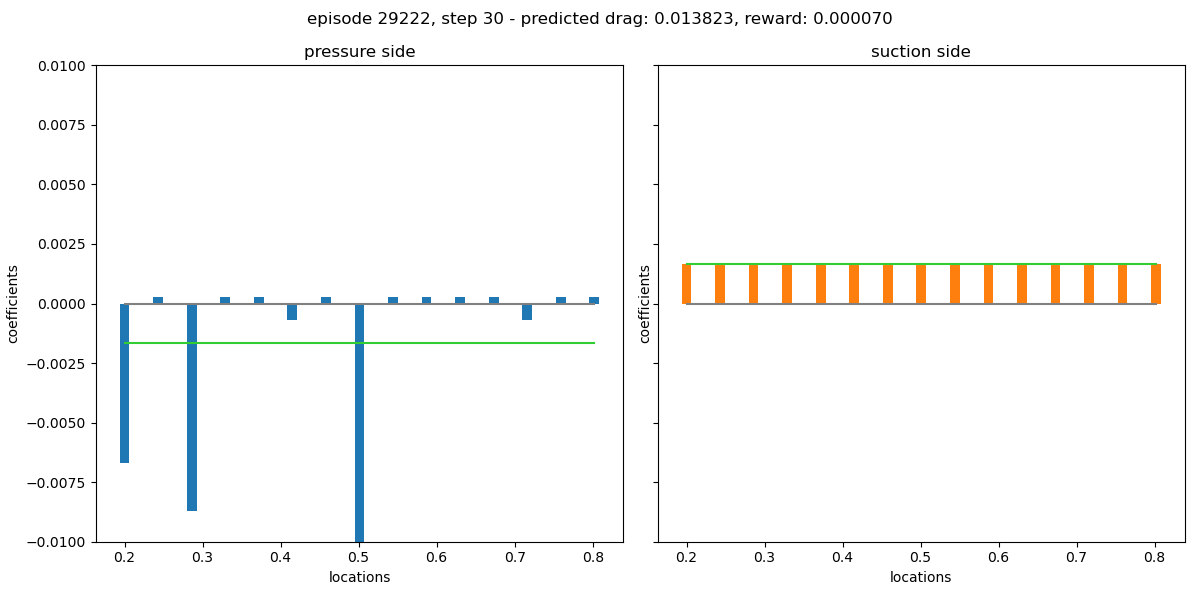 episode 29222, step 30 - predicted drag: 0.013823, reward: 0.000070
pressure side
suction side
0.0100
0.0075
0.0050
0.0025
0.0000
−0.0025
−0.0050
−0.0075
−0.0100
coefficients
coefficients
0.2 0.3 0.4 0.5 0.6 0.7 0.8
0.2 0.3 0.4 0.5 0.6 0.7 0.8
locations
locations